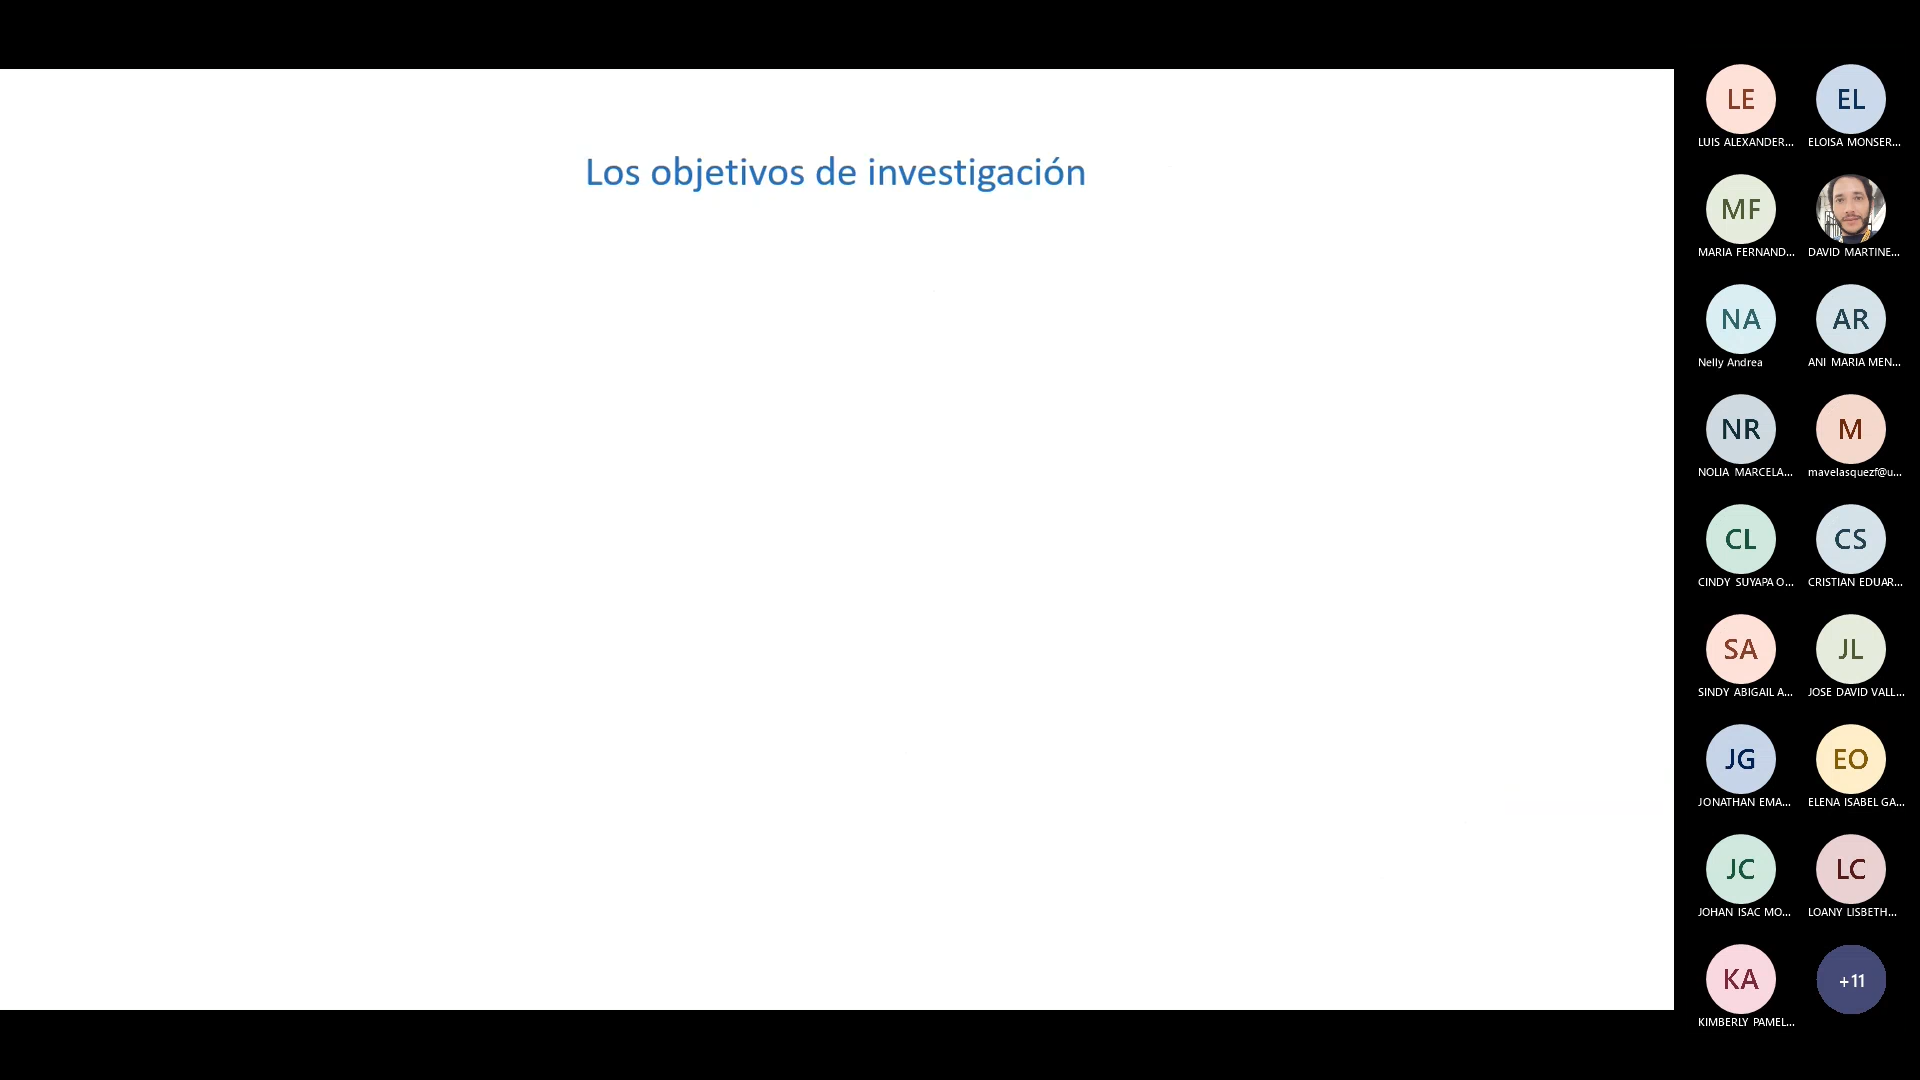 Los objetivos de investigación
LE EL
LUIS ALEXANDER... ELOISA MONSER...
MF
MARIA FERNAND... DAVID MARTINE...
NA AR
Nelly Andrea ANI MARIA MEN...
NR M
NOLIA MARCELA... mavelasquezf@u...
CL CS
CINDY SUYAPA O... CRISTIAN EDUAR...
SA JL
SINDY ABIGAIL A... JOSE DAVID VALL...
JG EO
JONATHAN EMA... ELENA ISABEL GA...
JC LC
JOHAN ISAC MO... LOANY LISBETH...
KA +11
KIMBERLY PAMEL...